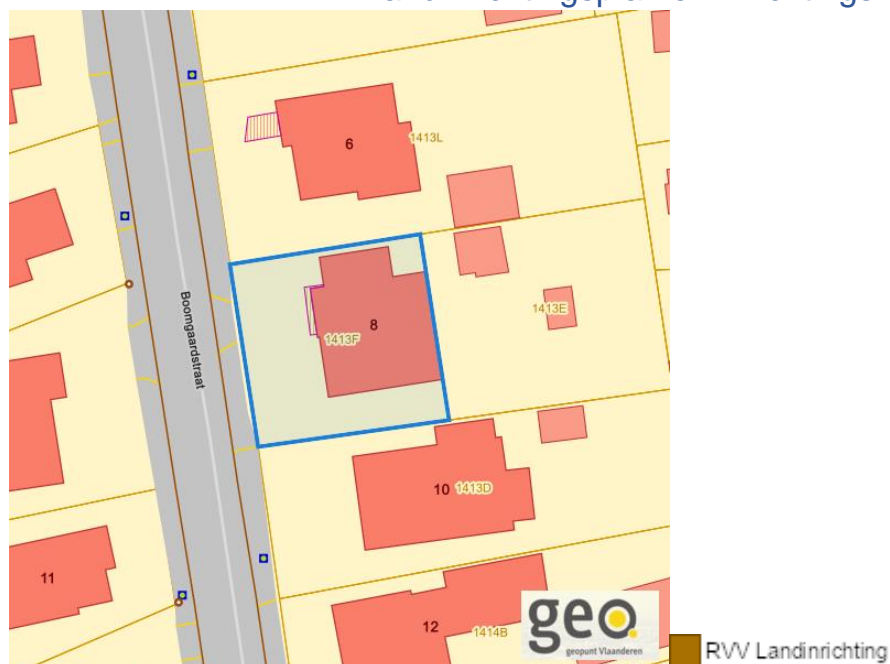 6
1413L
Boomgaardstraat
8
1413F
1413E
10
1413D
11
12
1414B
geo
geopunt Vlaanderen
RVV Landinrichting